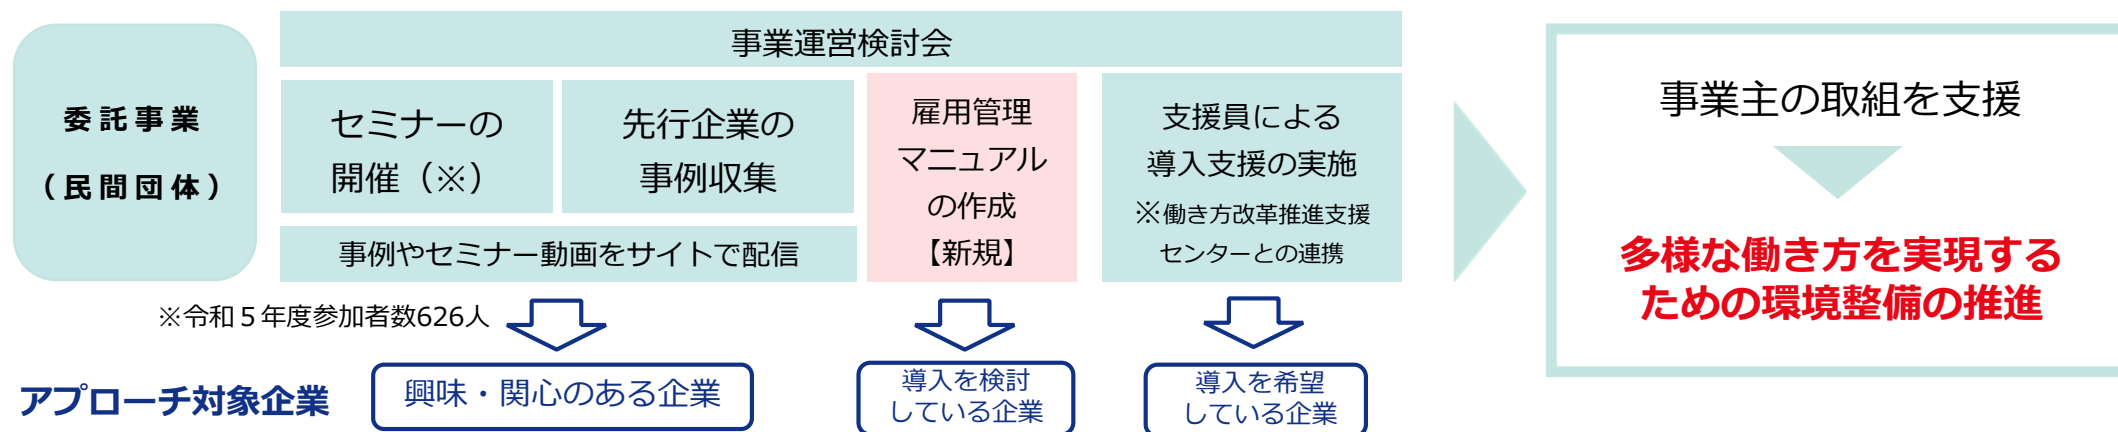 委託事業
（民間団体）
事業運営検討会
セミナーの
開催（※）
先行企業の
事例収集
事例やセミナー動画をサイトで配信
雇用管理
マニュアル
の作成
【新規】
支援員による
導入支援の実施
※働き方改革推進支援
センターとの連携
※令和５年度参加者数626人
アプローチ対象企業
興味・関心のある企業
導入を検討
している企業
導入を希望
している企業
事業主の取組を支援
多様な働き方を実現する
ための環境整備の推進